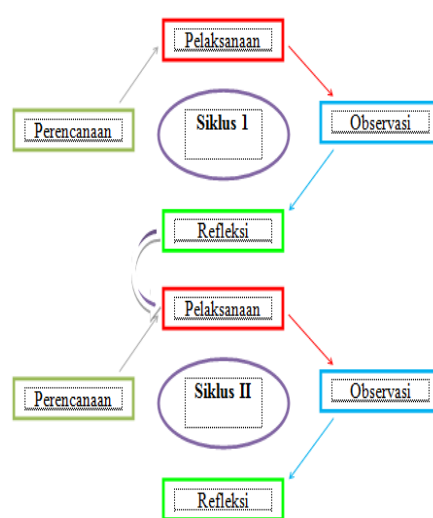 Pelaksanaan
Perencanaan
Siklus 1
Observasi
Refleksi
Pelaksanaan
Perencanaan
Siklus II
Observasi
Refleksi